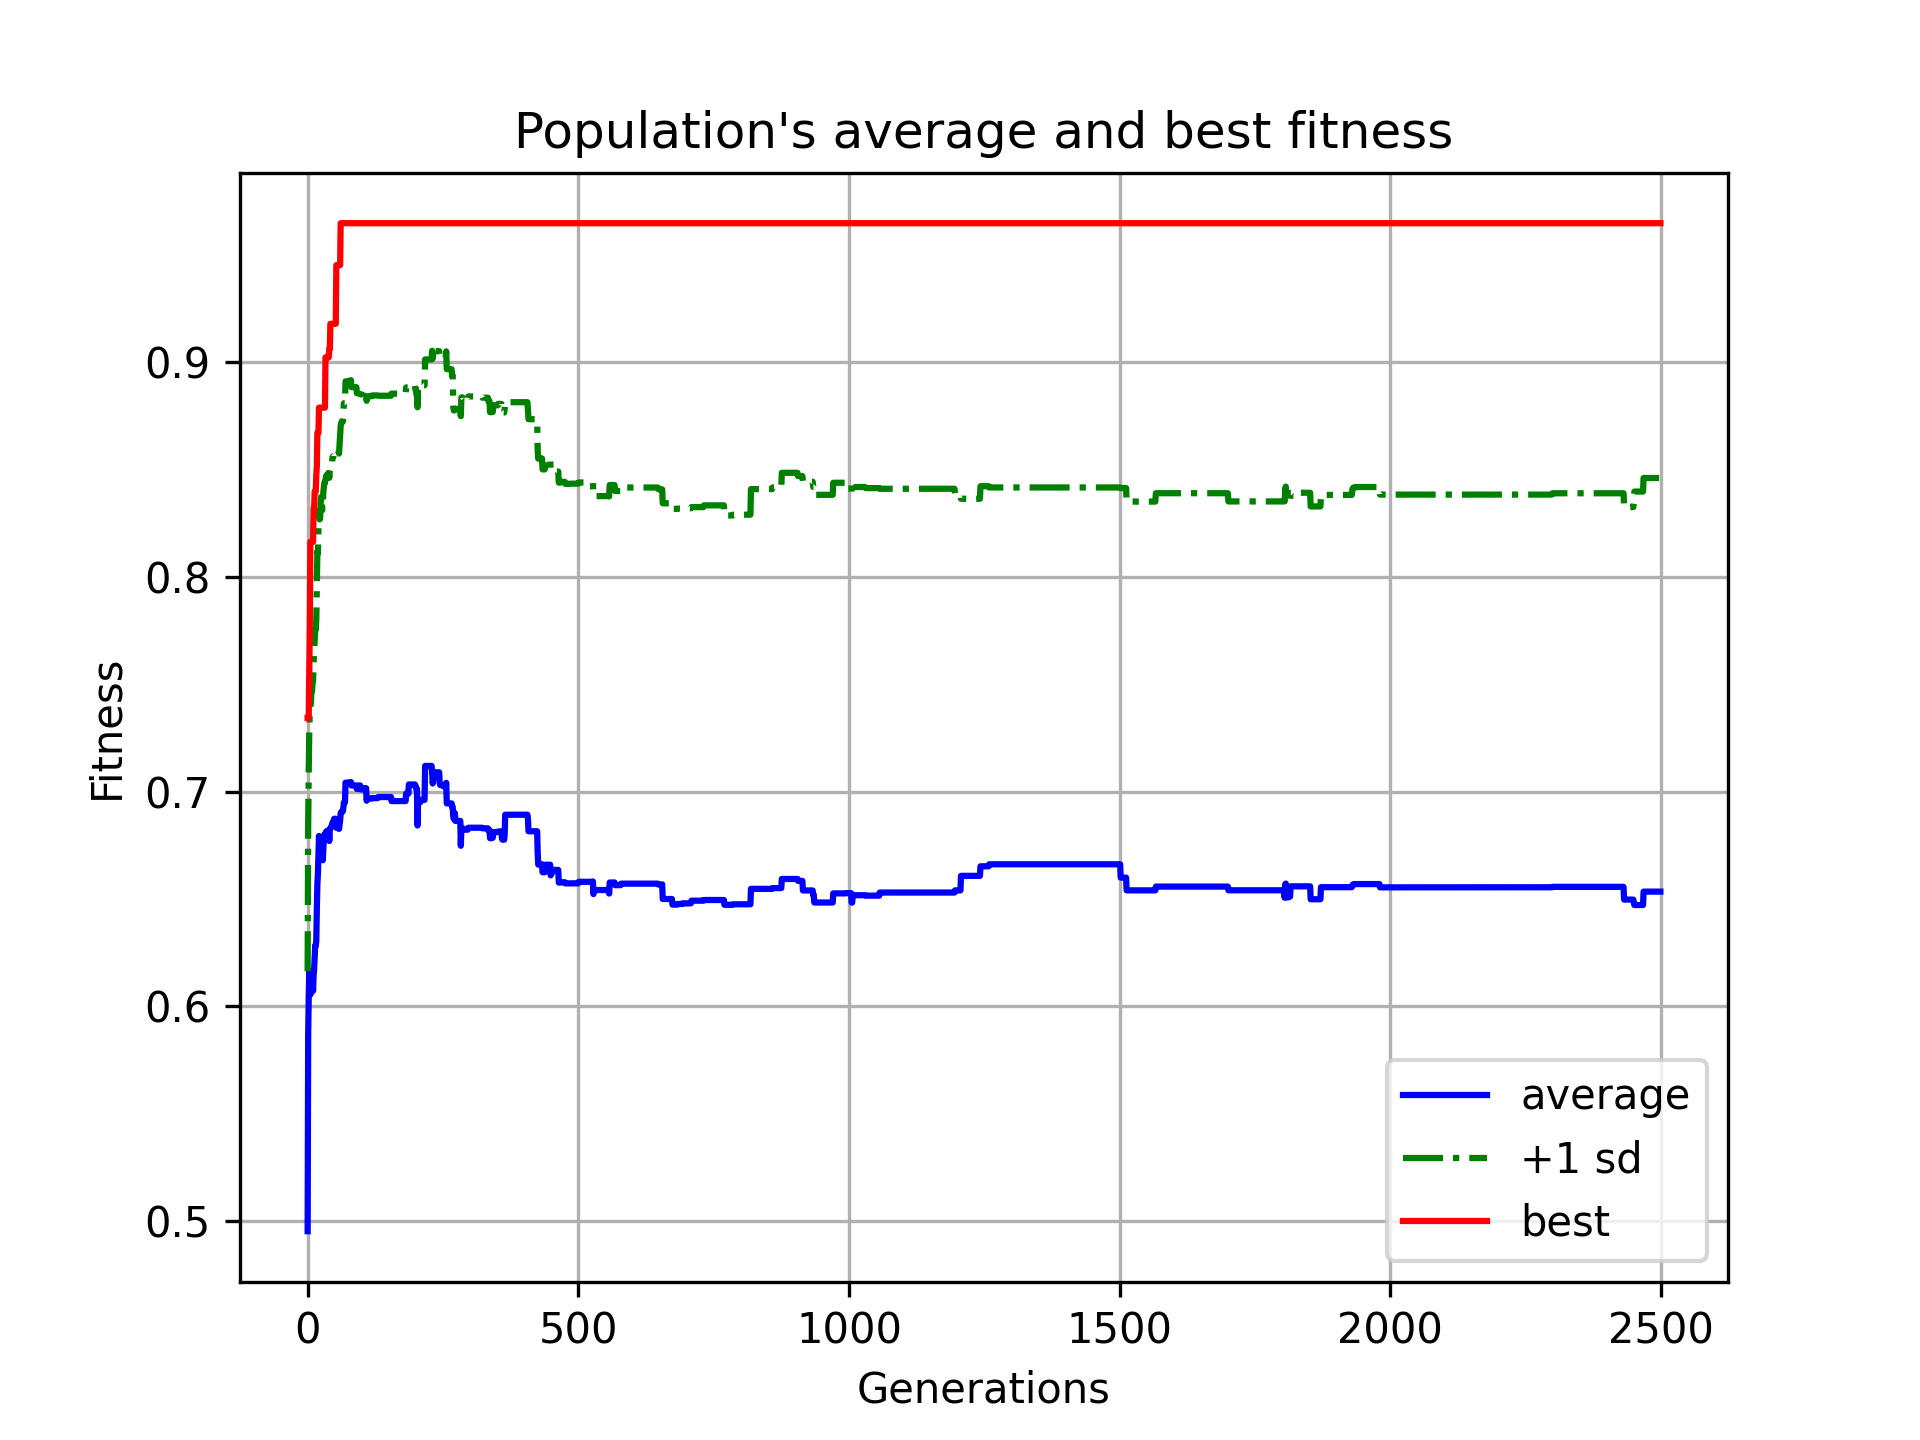 Population's average and best fitness
Fitness
0.9
0.8
0.7
0.6
0.5
0 500 1000 1500 2000 2500
Generations
average
+1 sd
best